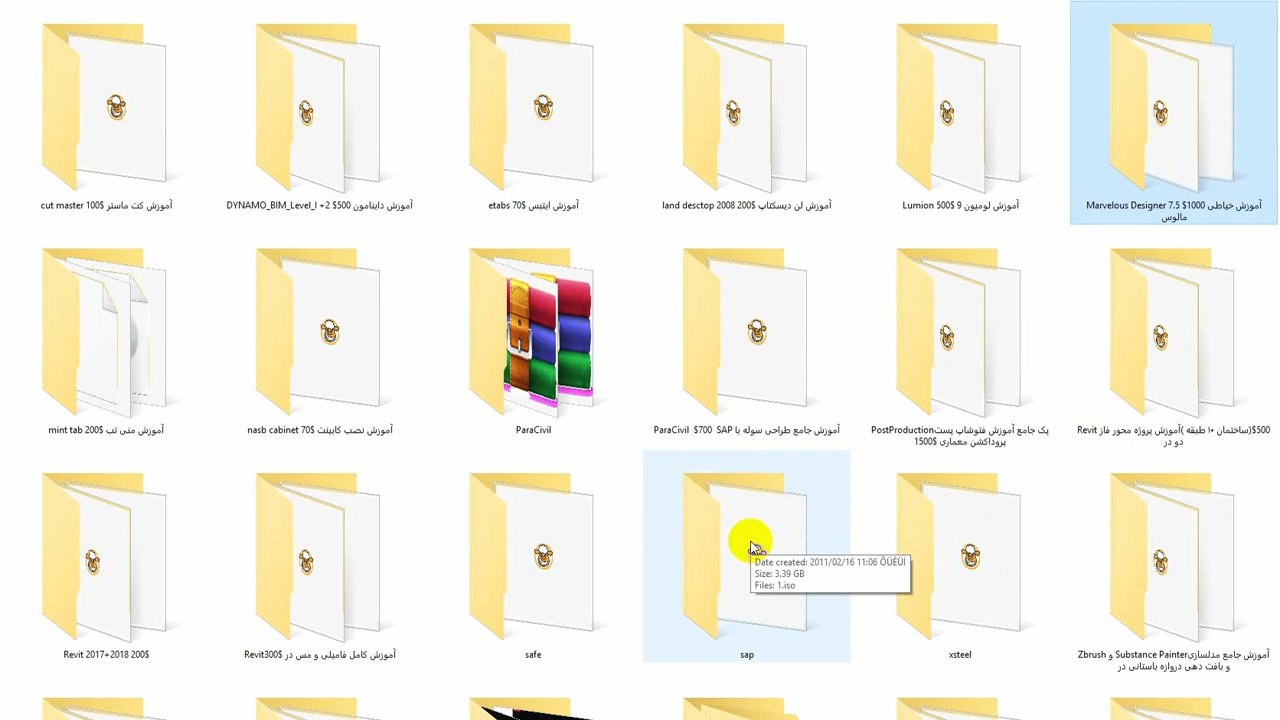 cut master 100$ آموزش کت ماستر
DYNAMO_BIM_Level_I +2 $500 آموزش داینامون
etabs 70$ آموزش ایتبس
land desctop 2008 200$ آموزش لن دیسکتاپ
Lumion 500$ 9 آموزش لومیون
Marvelous Designer 7.5 $1000 آموزش خیاطی
مالوس
mint tab 200$ آموزش منی تب
nasb cabinet 70$ آموزش نصب کابینت
ParaCivil
ParaCivil $700 SAP آموزش جامع طراحی سوله با
PostProductionپک جامع آموزش فتوشاپ پست
پروداکشن معماری 1500$
Revit آموزش پروژه محور فاز( ساختمان ۱۰ طبقه)$500
دو در
Revit 2017+2018 200$
Revit300$ آموزش کامل فامیلی و مس در
safe
sap
xsteel
Zbrush و Substance Painterآموزش جامع مدلسازی
و بافت دهی دروازه باستانی در
Date created: 2011/02/16 11:06 ÕÜÈÜÍ
Size: 3.39 GB
Files: 1.iso